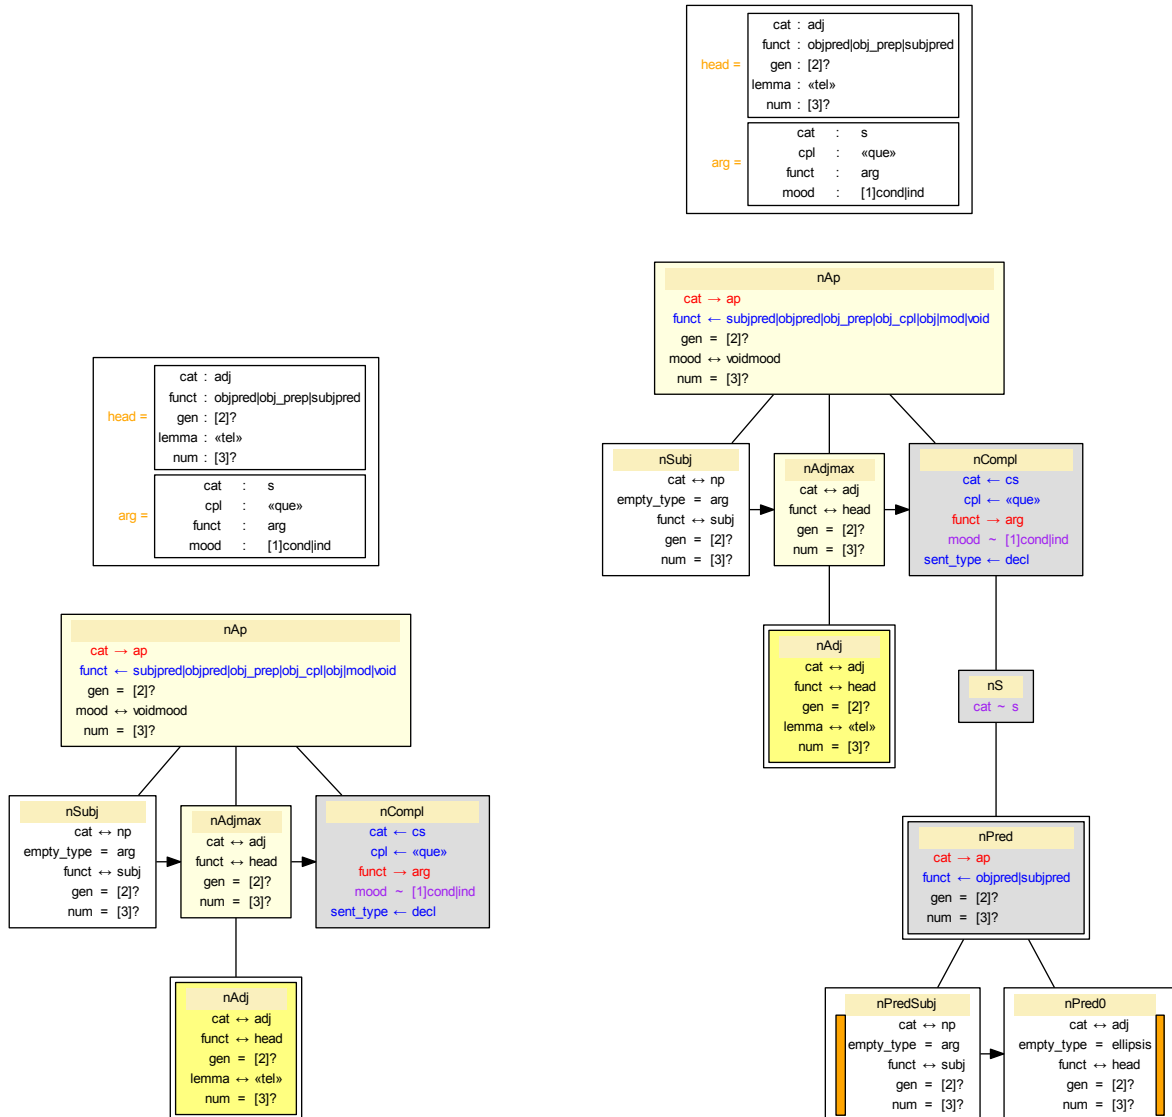 head =
cat : adj
funct : objpred|obj_prep|subjpred
gen : [2]?
lemma : «tel»
num : [3]?
arg =
cat : s
cpl : «que»
funct : arg
mood : [1]cond|ind
nAp
cat → ap
funct ← subjpred|objpred|obj_prep|obj_cpl|obj|mod|void
gen = [2]?
mood ↔ voidmood
num = [3]?
nSubj
cat ↔ np
empty_type = arg
funct ↔ subj
gen = [2]?
num = [3]?
nAdjmax
cat ↔ adj
funct ↔ head
gen = [2]?
num = [3]?
nCompl
cat ← cs
cpl ← «que»
funct → arg
mood ~ [1]cond|ind
sent_type ← decl
nAdj
cat ↔ adj
funct ↔ head
gen = [2]?
lemma ↔ «tel»
num = [3]?
head =
cat : adj
funct : objpred|obj_prep|subjpred
gen : [2]?
lemma : «tel»
num : [3]?
arg =
cat : s
cpl : «que»
funct : arg
mood : [1]cond|ind
nAp
cat → ap
funct ← subjpred|objpred|obj_prep|obj_cpl|obj|mod|void
gen = [2]?
mood ↔ voidmood
num = [3]?
nSubj
cat ↔ np
empty_type = arg
funct ↔ subj
gen = [2]?
num = [3]?
nAdjmax
cat ↔ adj
funct ↔ head
gen = [2]?
num = [3]?
nCompl
cat ← cs
cpl ← «que»
funct → arg
mood ~ [1]cond|ind
sent_type ← decl
nAdj
cat ↔ adj
funct ↔ head
gen = [2]?
lemma ↔ «tel»
num = [3]?
nS
cat ~ s
nPred
cat → ap
funct ← objpred|subjpred
gen = [2]?
num = [3]?
nPredSubj
cat ↔ np
empty_type = arg
funct ↔ subj
gen = [2]?
num = [3]?
nPred0
cat ↔ adj
empty_type = ellipsis
funct ↔ head
gen = [2]?
num = [3]?